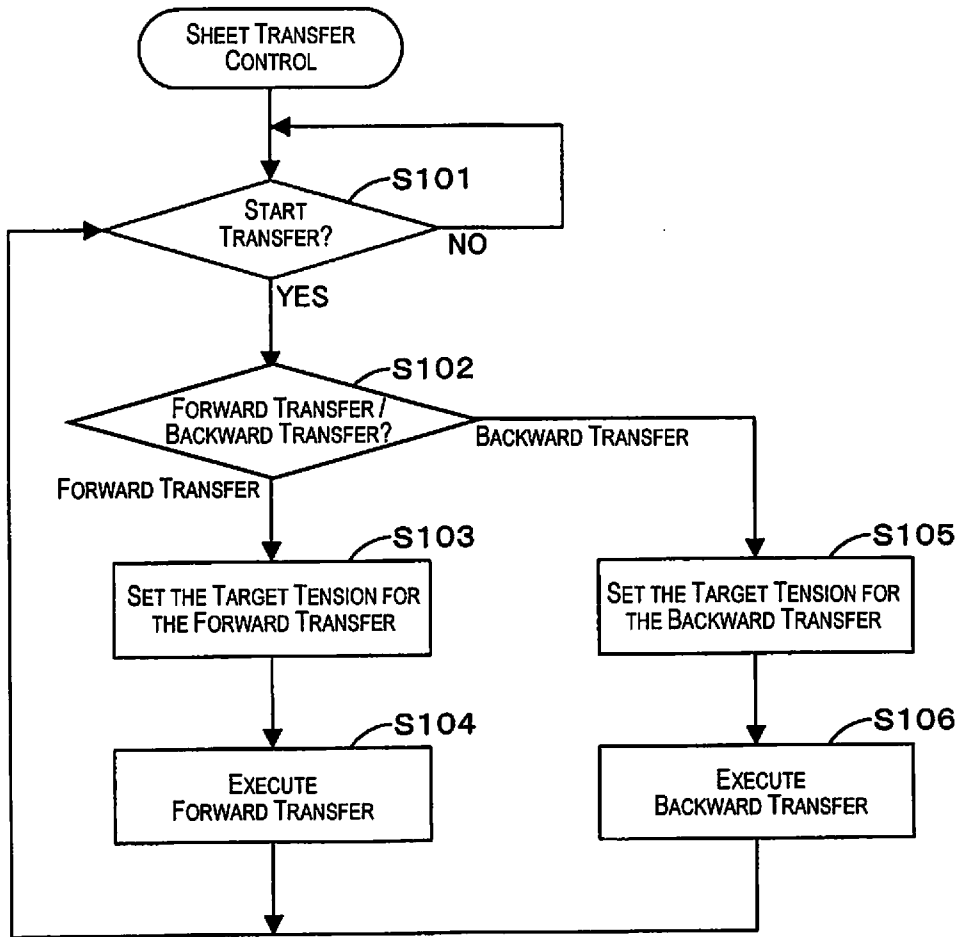 SHEET TRANSFER
CONTROL
S101
START
TRANSFER?
NO
YES
S102
FORWARD TRANSFER /
BACKWARD TRANSFER?
BACKWARD TRANSFER
FORWARD TRANSFER
S103
SET THE TARGET TENSION FOR
THE FORWARD TRANSFER
S105
SET THE TARGET TENSION FOR
THE BACKWARD TRANSFER
S104
EXECUTE
FORWARD TRANSFER
S106
EXECUTE
BACKWARD TRANSFER